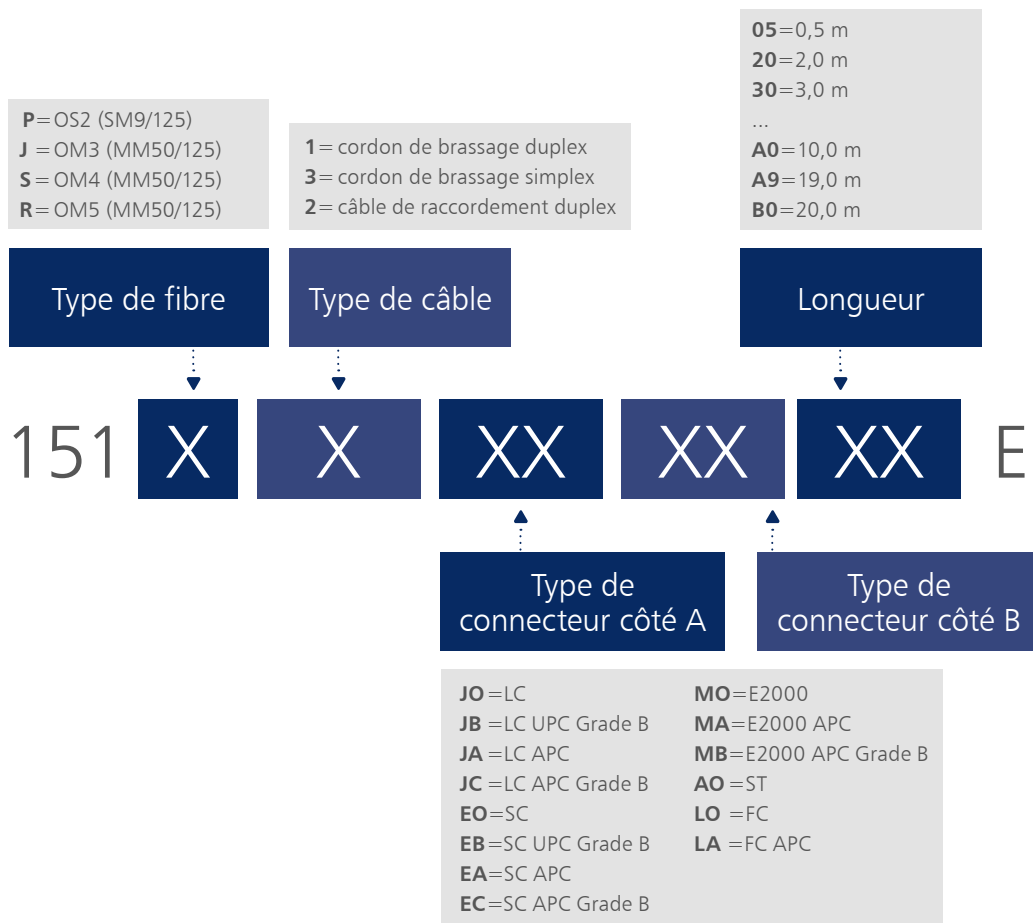 05=0,5 m
20=2,0 m
30=3,0 m
...
A0=10,0 m
A9=19,0 m
B0=20,0 m
P=OS2 (SM9/125)
J =OM3 (MM50/125)
S=OM4 (MM50/125)
R=OM5 (MM50/125)
1= cordon de brassage duplex
3= cordon de brassage simplex
2= câble de raccordement duplex
Type de fibre
Type de câble
Longueur
151 X X XX XX XX E
Type de
connecteur côté A
Type de
connecteur côté B
JO=LC
JB =LC UPC Grade B
JA =LC APC
JC =LC APC Grade B
EO=SC
EB=SC UPC Grade B
EA=SC APC
EC=SC APC Grade B
MO=E2000
MA=E2000 APC
MB=E2000 APC Grade B
AO=ST
LO =FC
LA =FC APC